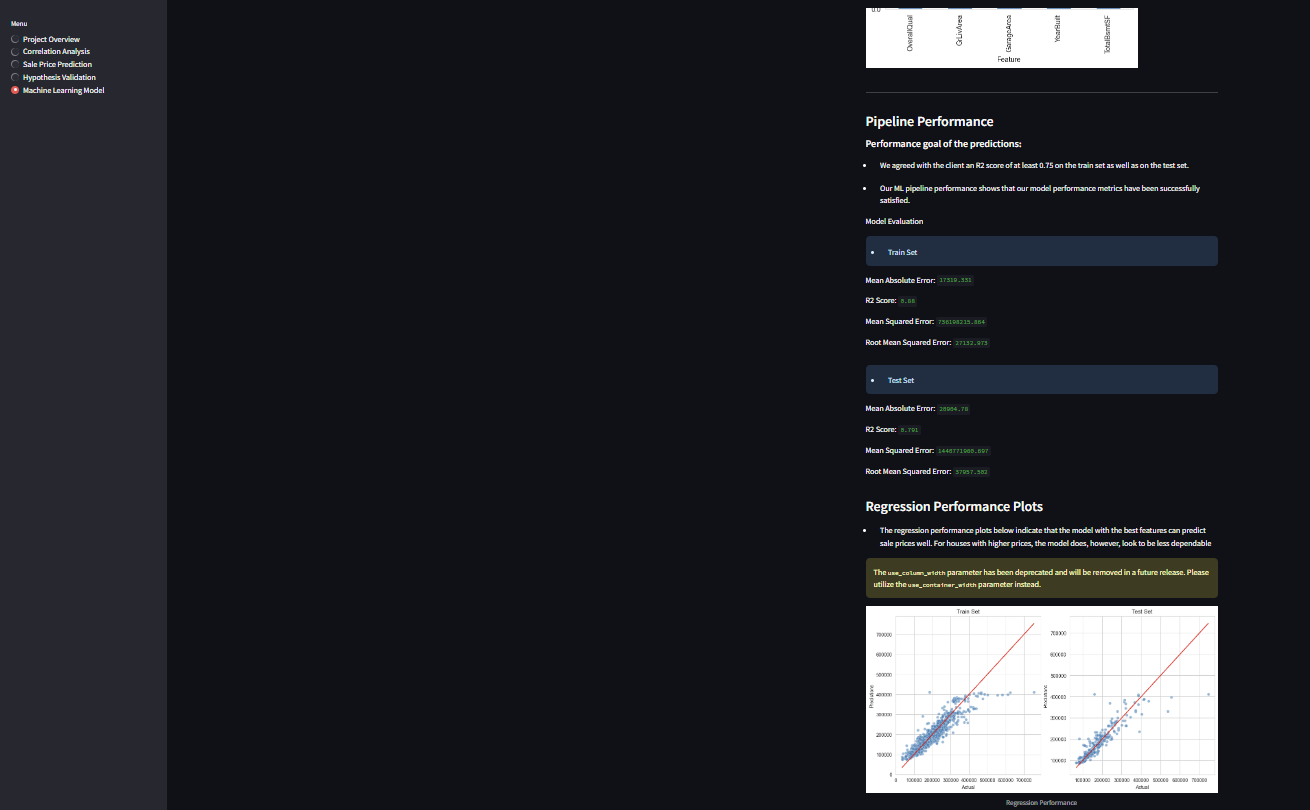 Menu
Project Overview
Correlation Analysis
Sale Price Prediction
Hypothesis Validation
Machine Learning Model
0.0
OverallQual
GrLivArea
GarageArea
YearBuilt
TotalBsmtSF
Feature
Pipeline Performance
Performance goal of the predictions:
We agreed with the client an R2 score of at least 0.75 on the train set as well as on the test set.
Our ML pipeline performance shows that our model performance metrics have been successfully
satisfied.
Model Evaluation
Train Set
Mean Absolute Error: 17319.331
R2 Score: 0.88
Mean Squared Error:
Root Mean Squared Error: 27132.973
Test Set
Mean Absolute Error:
R2 Score: 0.791
Mean Squared Error:
Root Mean Squared Error: 37957.502
Regression Performance Plots
The regression performance plots below indicate that the model with the best features can predict
sale prices well. For houses with higher prices, the model does, however, look to be less dependable
The use_column_width parameter has been deprecated and will be removed in a future release. Please
utilize the use_container_width parameter instead.
Train Set
700000
600000
500000
400000
300000
200000
100000
0
Predictions
0 100000 200000 300000 400000 500000 600000 700000
Actual
Test Set
700000
600000
500000
400000
300000
200000
100000
Predictions
100000 200000 300000 400000 500000 600000 700000
Actual
Regression Performance